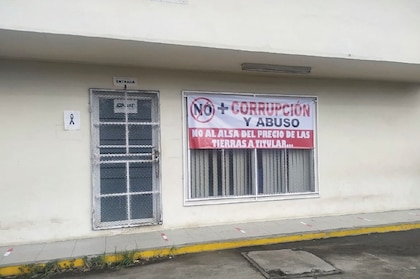 ENTRADA
NO + CORRUPCIÓN
Y ABUSO
NO AL ALSA DEL PRECIO DE LAS
TIERRAS A TITULAR...